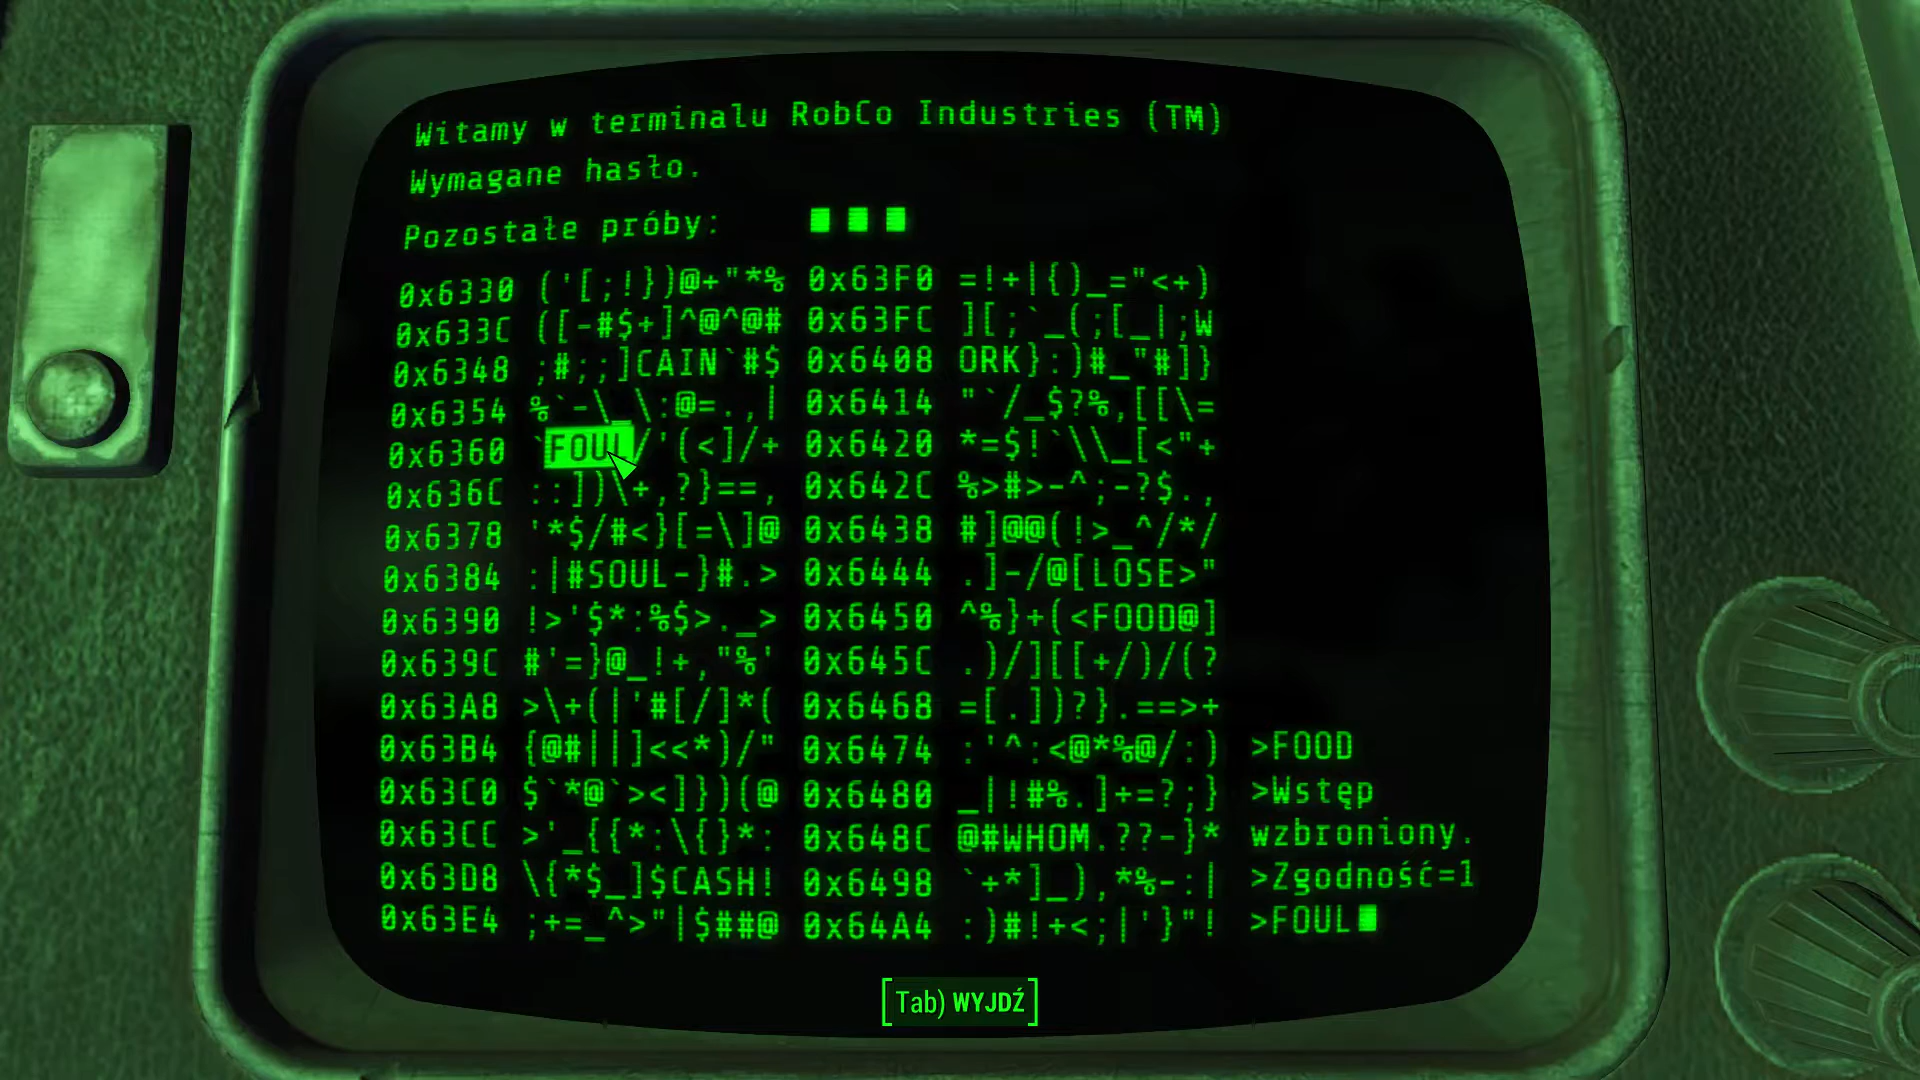 Witamy w terminalu RobCo Industries (TM)
Wymagane hasło.
Pozostałe próby:
0x6330 ('[;!})@+"*% 0x63F0 =!+|{)_="<+)
0x633C ([-#$+]^@^@# 0x63FC ][;`_(;[_|;W
0x6348 ;#;;]CAIN`#$ 0x6408 ORK}:)#_"#]}
0x6354 %`-\_\:@=.,| 0x6414 "`/_$?%,[[\=
0x6360 `FOUL/'(<]/+ 0x6420 *=$!`\\_[<"+
0x636C ::])\+,?}==, 0x642C %>#>-^;-?$.,
0x6378 '*$/#<}[=\]@ 0x6438 #]@@(!>_^/*/
0x6384 :|#SOUL-}#.> 0x6444 .]-/@[LOSE>"
0x6390 !>'$*:%$>._> 0x6450 ^%}+(<FOOD@]
0x639C #'=}@_!+,"%' 0x645C .)/][[+/)/(?
0x63A8 >\+(|'#[/]*( 0x6468 =[.])?}.==>+
0x63B4 {@#||]<<*)/" 0x6474 :'^:<@*%@/:) >FOOD
0x63C0 $`*@`><]})(@ 0x6480 _|!#%.]+=?;} >Wstęp
0x63CC >'_{{*:\{}*: 0x648C @#WHOM.??-}* wzbroniony.
0x63D8 \{*$_]$CASH! 0x6498 `+*]_),*%-:| >Zgodność=1
0x63E4 ;+=_^>"|$##@ 0x64A4 :)#!+<;|'}"! >FOUL
[Tab) WYJDŹ]